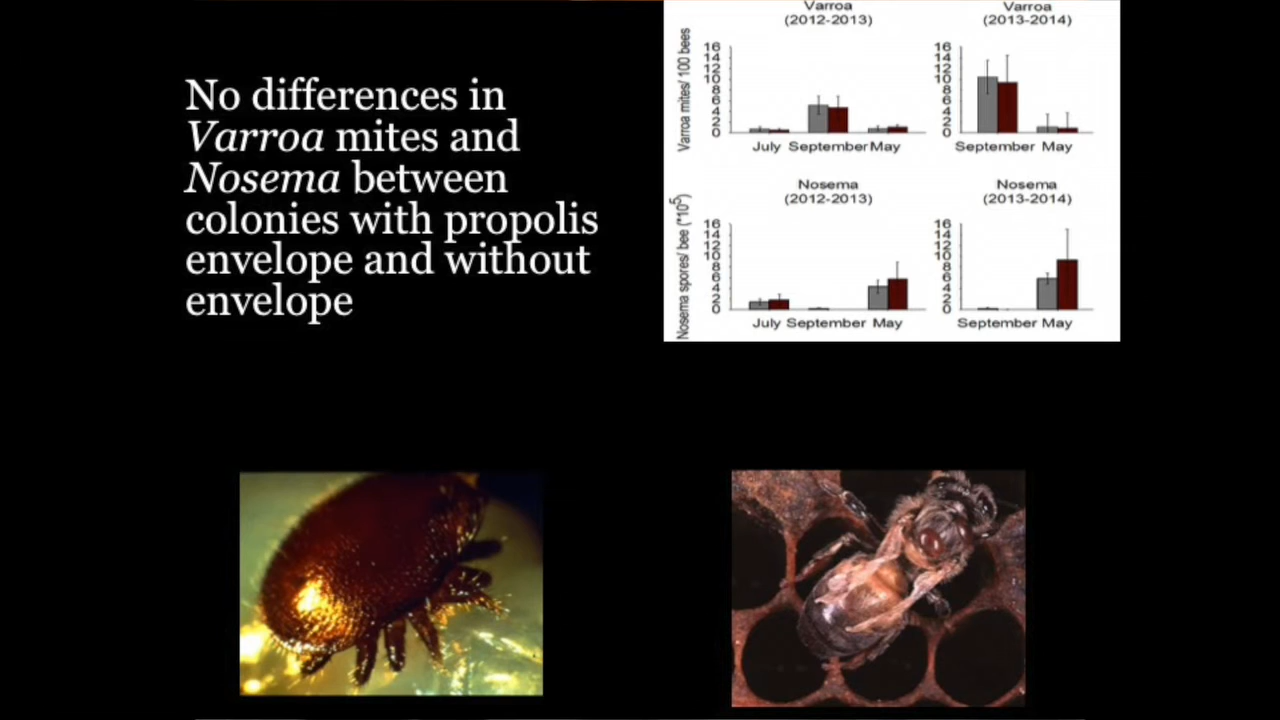 No differences in
Varroa mites and
Nosema between
colonies with propolis
envelope and without
envelope
Varroa
(2012-2013)
Varroa mites/ 100 bees
16
14
12
10
8
6
4
2
0
July September May
Varroa
(2013-2014)
16
14
12
10
8
6
4
2
0
September May
Nosema
(2012-2013)
Nosema spores/ bee (*10⁵)
16
14
12
10
8
6
4
2
0
July September May
Nosema
(2013-2014)
16
14
12
10
8
6
4
2
0
September May